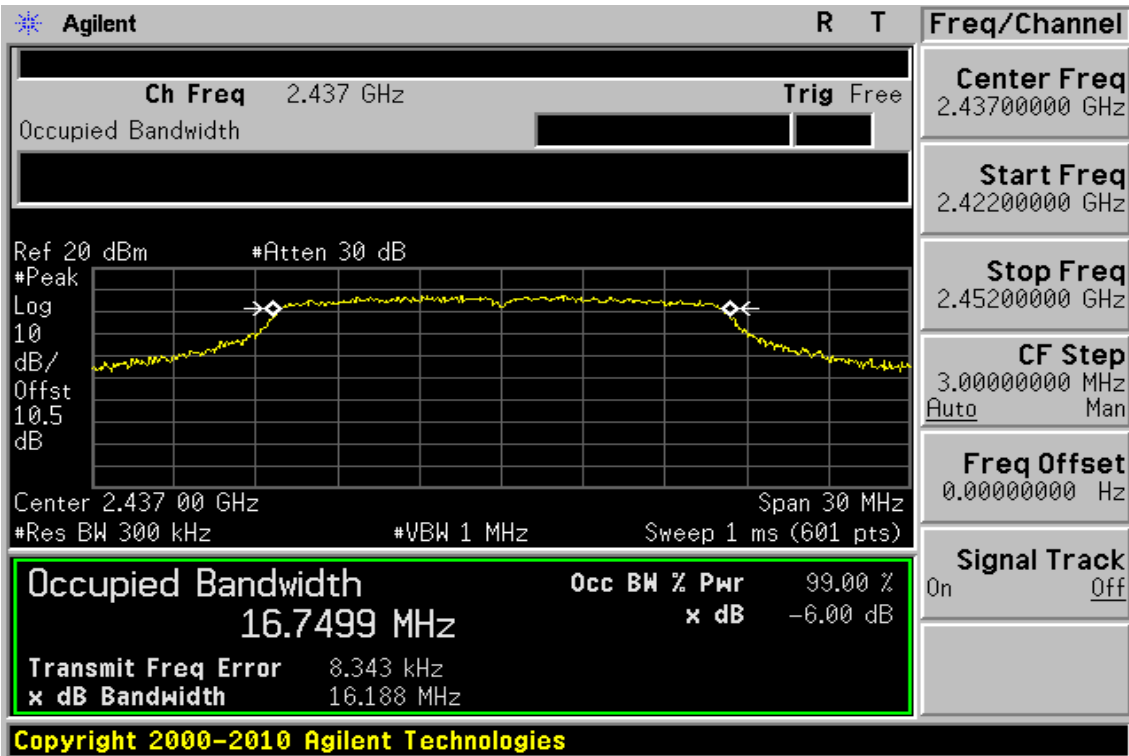 Agilent R T
Ch Freq 2.437 GHz Trig Free
Occupied Bandwidth
Ref 20 dBm #Atten 30 dB
#Peak
Log
10
dB/
Offst
10.5
dB
Center 2.437 00 GHz Span 30 MHz
#Res BW 300 kHz #VBW 1 MHz Sweep 1 ms (601 pts)
Occupied Bandwidth Occ BW % Pwr 99.00 %
16.7499 MHz x dB -6.00 dB
Transmit Freq Error 8.343 kHz
x dB Bandwidth 16.188 MHz
Copyright 2000-2010 Agilent Technologies
Freq/Channel
Center Freq
2.43700000 GHz
Start Freq
2.42200000 GHz
Stop Freq
2.45200000 GHz
CF Step
3.00000000 MHz
Auto Man
Freq Offset
0.00000000 Hz
Signal Track
On Off